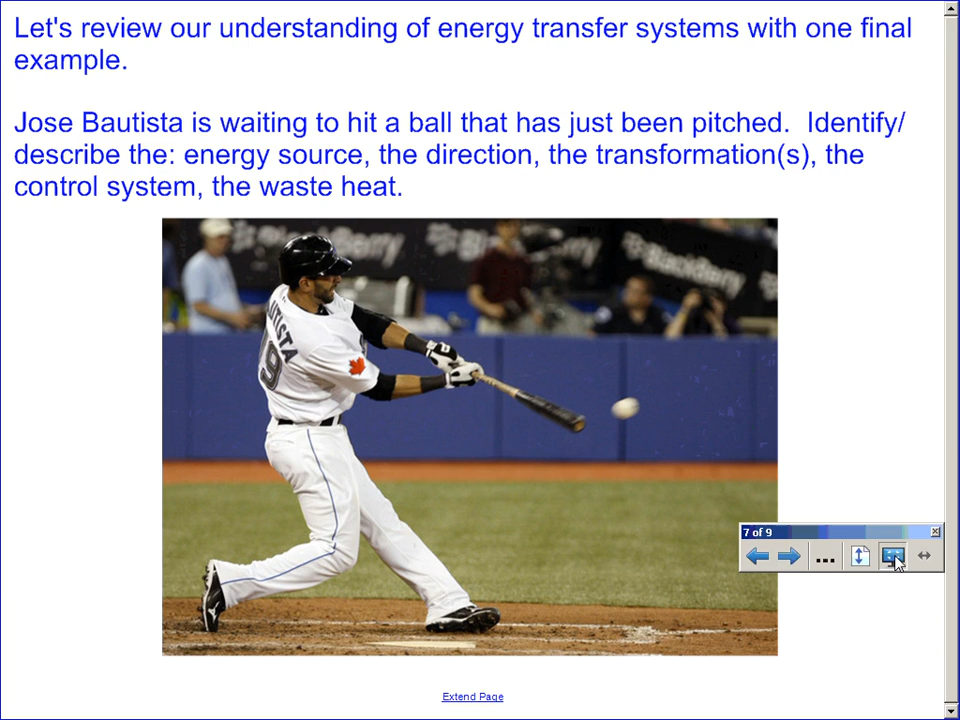 Let's review our understanding of energy transfer systems with one final
example.
Jose Bautista is waiting to hit a ball that has just been pitched.  Identify/
describe the: energy source, the direction, the transformation(s), the
control system, the waste heat.
BlackBerry
BlackBerry
UTISTA
19
7 of 9
...
Extend Page